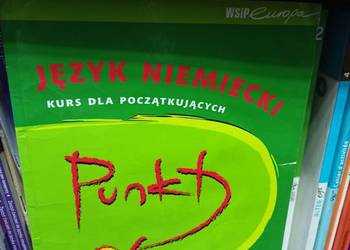 WSiP europa
JĘZYK NIEMIECKI
KURS DLA POCZĄTKUJĄCYCH
Punkt